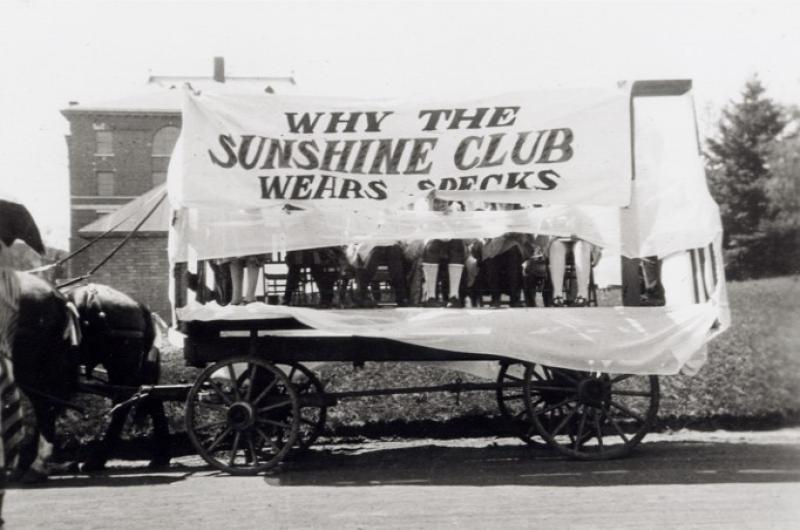 WHY THE
SUNSHINE CLUB
WEARS SPECKS